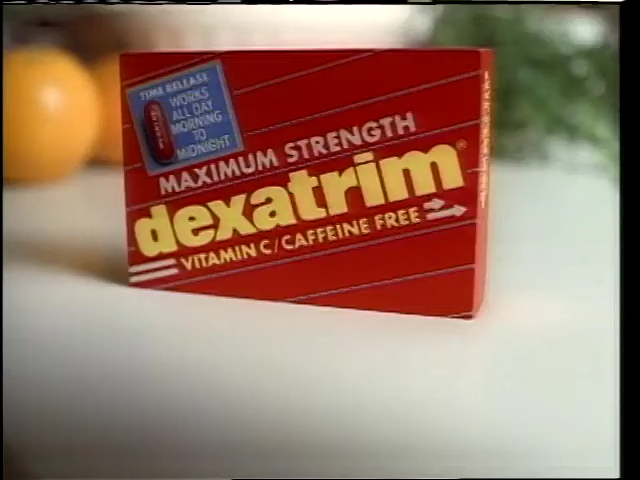 TIME RELEASE
WORKS
ALL DAY
MORNING
TO
MIDNIGHT
MAXIMUM STRENGTH
dexatrim®
VITAMIN C/CAFFEINE FREE